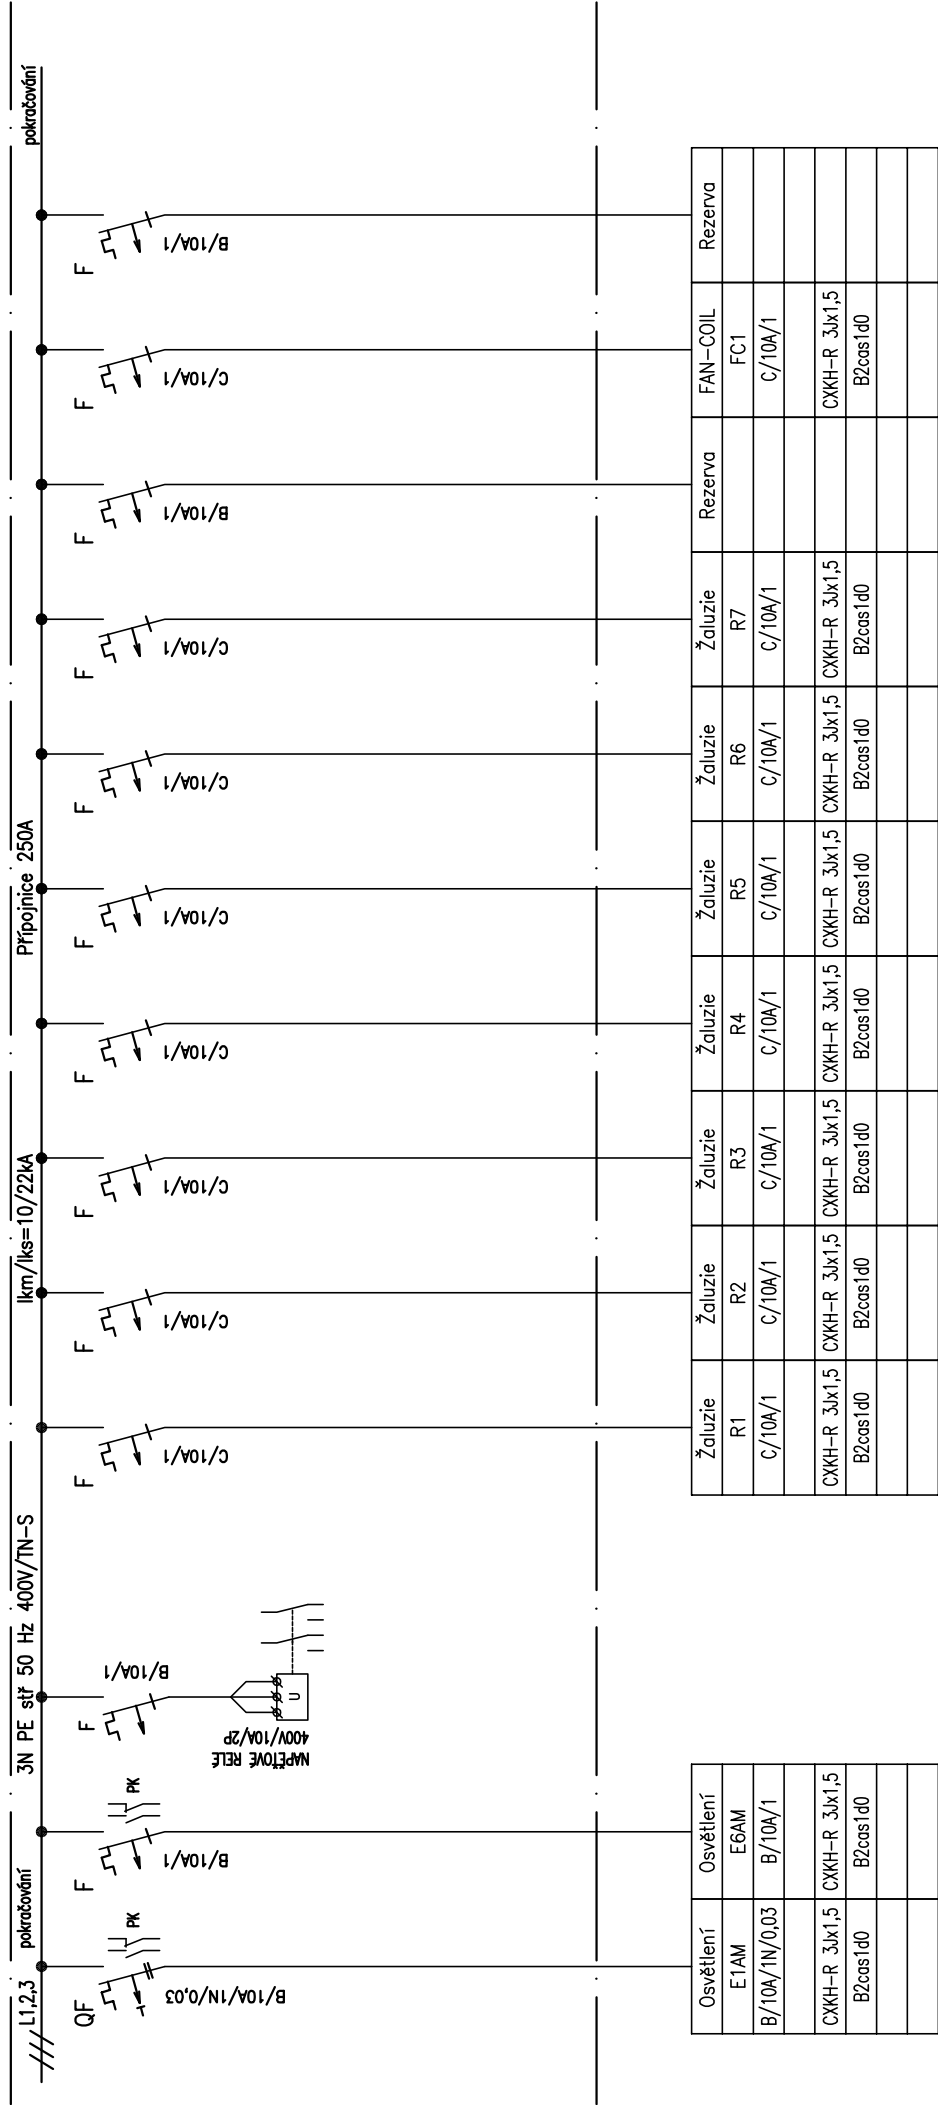 L1,2,3
pokračování
3N PE stř 50 Hz 400V/TN-S
Ikm/Iks=10/22kA
Přípojnice 250A
pokračování
QF
PK
B/10A/1N/0,03
F
PK
B/10A/1
F
B/10A/1
U
NAPĚŤOVÉ RELÉ
400V/10A/2P
F
C/10A/1
F
C/10A/1
F
C/10A/1
F
C/10A/1
F
C/10A/1
F
C/10A/1
F
C/10A/1
F
B/10A/1
F
C/10A/1
F
B/10A/1
Osvětlení
E1AM
B/10A/1N/0,03
CXKH-R 3Jx1,5
B2cas1d0
Osvětlení
E6AM
B/10A/1
CXKH-R 3Jx1,5
B2cas1d0
Žaluzie
R1
C/10A/1
CXKH-R 3Jx1,5
B2cas1d0
Žaluzie
R2
C/10A/1
CXKH-R 3Jx1,5
B2cas1d0
Žaluzie
R3
C/10A/1
CXKH-R 3Jx1,5
B2cas1d0
Žaluzie
R4
C/10A/1
CXKH-R 3Jx1,5
B2cas1d0
Žaluzie
R5
C/10A/1
CXKH-R 3Jx1,5
B2cas1d0
Žaluzie
R6
C/10A/1
CXKH-R 3Jx1,5
B2cas1d0
Žaluzie
R7
C/10A/1
CXKH-R 3Jx1,5
B2cas1d0
Rezerva
FAN-COIL
FC1
C/10A/1
CXKH-R 3Jx1,5
B2cas1d0
Rezerva